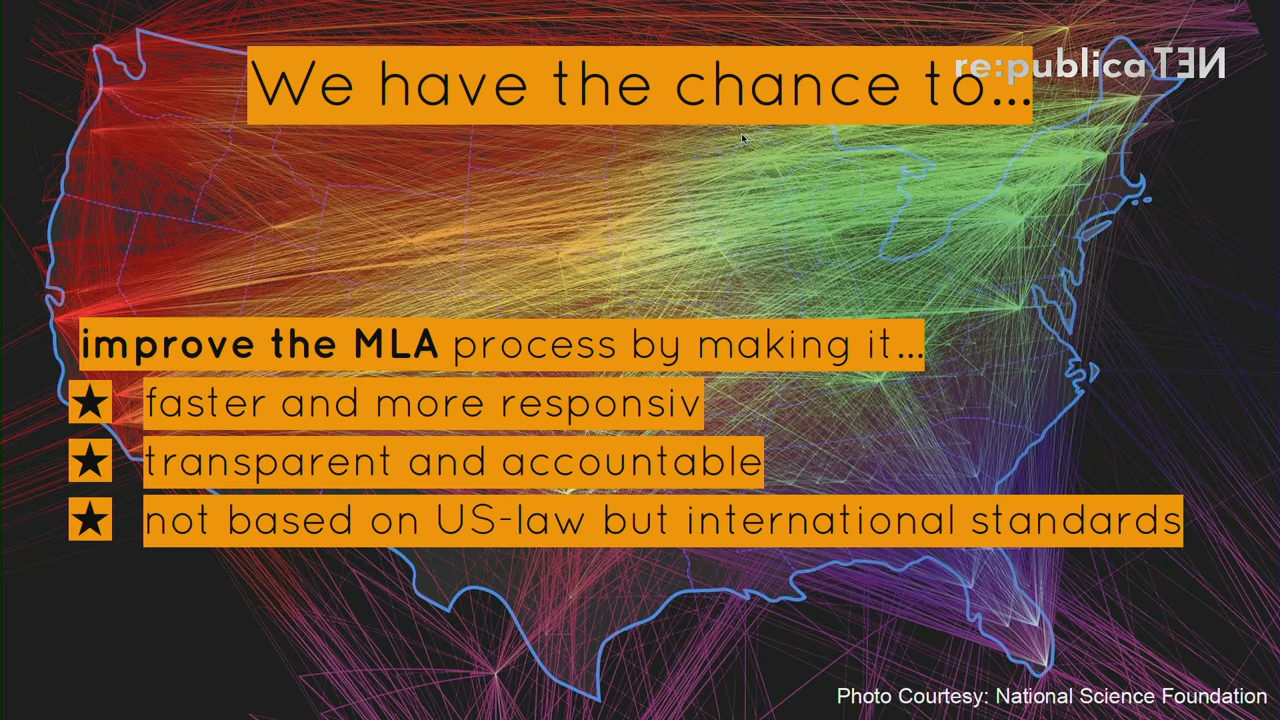 We have the chance to...
re:publica TEN
improve the MLA process by making it...
★ faster and more responsiv
★ transparent and accountable
★ not based on US-law but international standards
Photo Courtesy: National Science Foundation